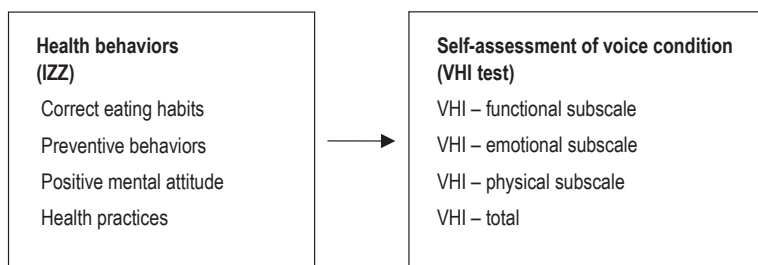 Health behaviors
(IZZ)
Correct eating habits
Preventive behaviors
Positive mental attitude
Health practices
Self-assessment of voice condition
(VHI test)
VHI – functional subscale
VHI – emotional subscale
VHI – physical subscale
VHI – total